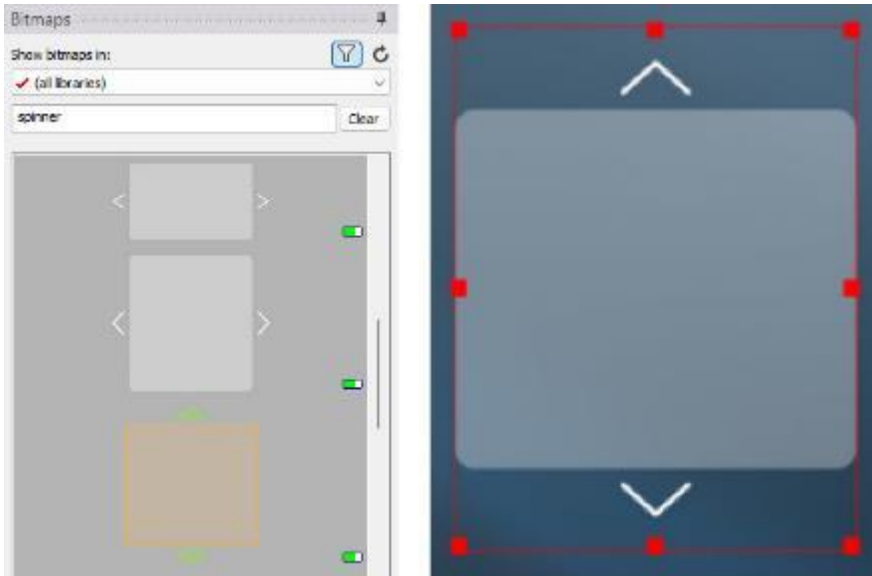 Bitmaps
Show bitmaps in:
(all libraries)
spinner
Clear